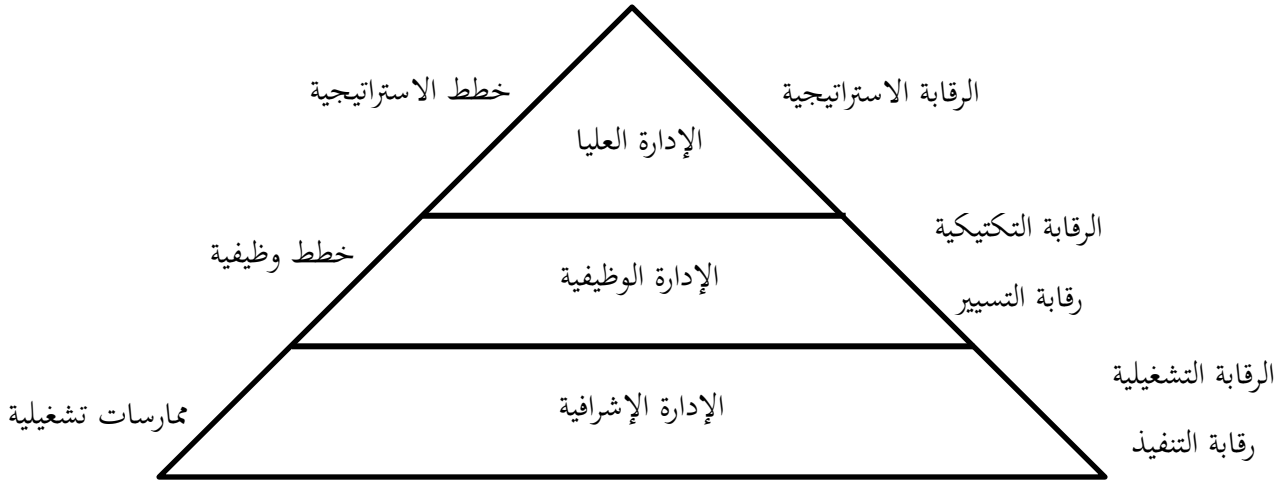 الرقابة الاستراتيجية
خطط الاستراتيجية
الإدارة العليا
الرقابة التكتيكية
خطط وظيفية
الإدارة الوظيفية
رقابة التسيير
الرقابة التشغيلية
الإدارة الإشرافية
ممارسات تشغيلية
رقابة التنفيذ